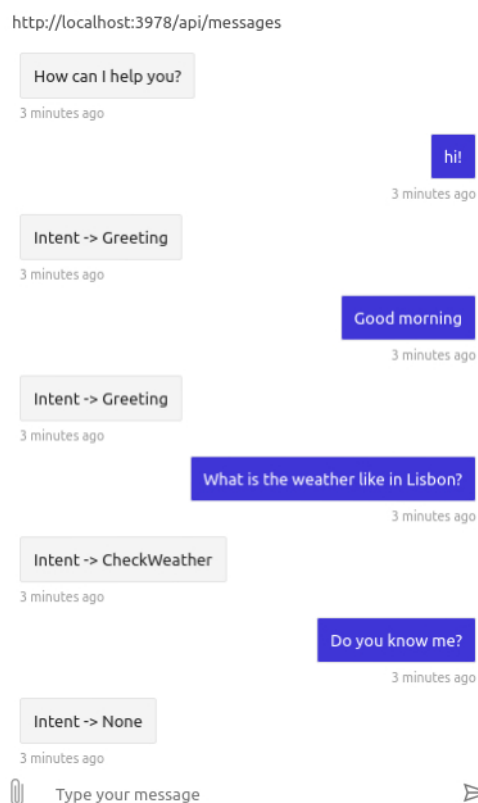 http://localhost:3978/api/messages
How can I help you?
3 minutes ago
hi!
3 minutes ago
Intent -> Greeting
3 minutes ago
Good morning
3 minutes ago
Intent -> Greeting
3 minutes ago
What is the weather like in Lisbon?
3 minutes ago
Intent -> CheckWeather
3 minutes ago
Do you know me?
3 minutes ago
Intent -> None
3 minutes ago
Type your message